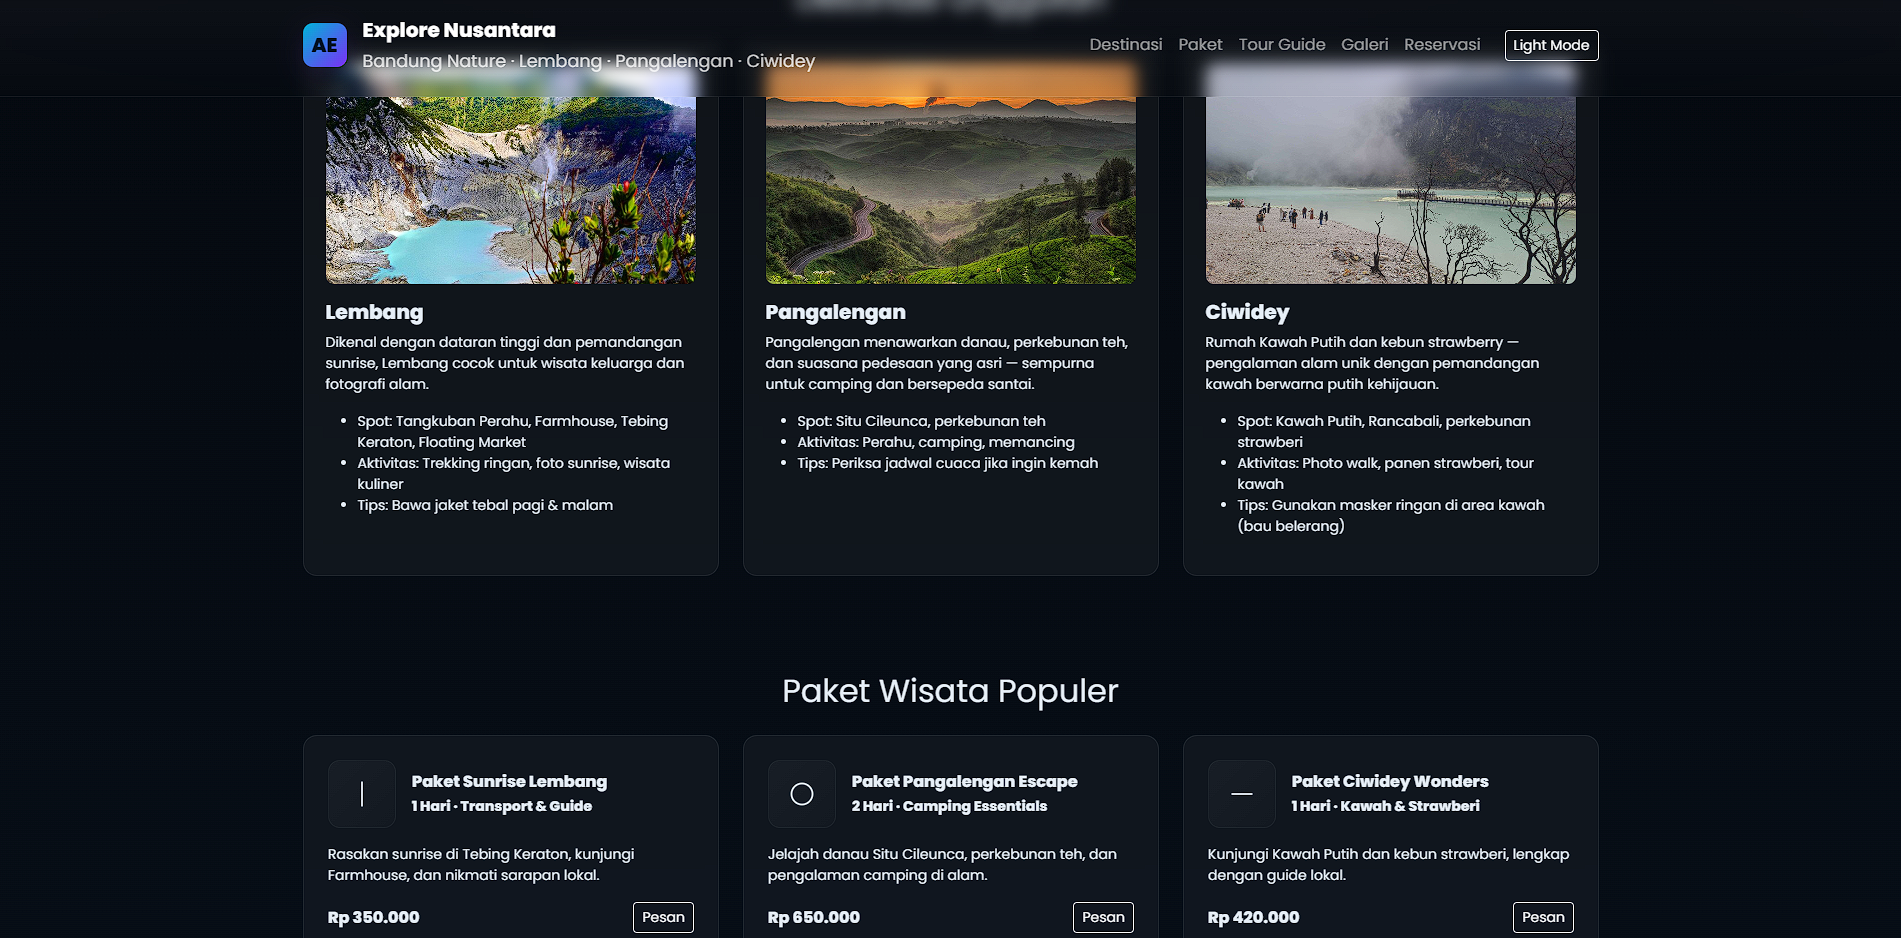 AE
Explore Nusantara
Bandung Nature · Lembang · Pangalengan · Ciwidey
Destinasi Paket Tour Guide Galeri Reservasi
Light Mode
Lembang
Dikenal dengan dataran tinggi dan pemandangan
sunrise, Lembang cocok untuk wisata keluarga dan
fotografi alam.
• Spot: Tangkuban Perahu, Farmhouse, Tebing
Keraton, Floating Market
• Aktivitas: Trekking ringan, foto sunrise, wisata
kuliner
• Tips: Bawa jaket tebal pagi & malam
Pangalengan
Pangalengan menawarkan danau, perkebunan teh,
dan suasana pedesaan yang asri — sempurna
untuk camping dan bersepeda santai.
• Spot: Situ Cileunca, perkebunan teh
• Aktivitas: Perahu, camping, memancing
• Tips: Periksa jadwal cuaca jika ingin kemah
Ciwidey
Rumah Kawah Putih dan kebun strawberry —
pengalaman alam unik dengan pemandangan
kawah berwarna putih kehijauan.
• Spot: Kawah Putih, Rancabali, perkebunan
strawberi
• Aktivitas: Photo walk, panen strawberi, tour
kawah
• Tips: Gunakan masker ringan di area kawah
(bau belerang)
Paket Wisata Populer
Paket Sunrise Lembang
1 Hari · Transport & Guide
Rasakan sunrise di Tebing Keraton, kunjungi
Farmhouse, dan nikmati sarapan lokal.
Rp 350.000
Pesan
Paket Pangalengan Escape
2 Hari · Camping Essentials
Jelajah danau Situ Cileunca, perkebunan teh, dan
pengalaman camping di alam.
Rp 650.000
Pesan
Paket Ciwidey Wonders
1 Hari · Kawah & Strawberi
Kunjungi Kawah Putih dan kebun strawberi, lengkap
dengan guide lokal.
Rp 420.000
Pesan